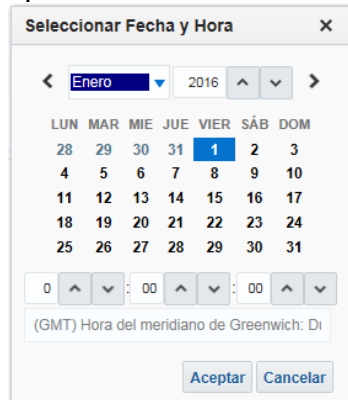 Seleccionar Fecha y Hora
Enero 2016
LUN MAR MIE JUE VIER SÁB DOM
28 29 30 31 1 2 3
4 5 6 7 8 9 10
11 12 13 14 15 16 17
18 19 20 21 22 23 24
25 26 27 28 29 30 31
0 : 00 : 00
(GMT) Hora del meridiano de Greenwich:
Aceptar Cancelar